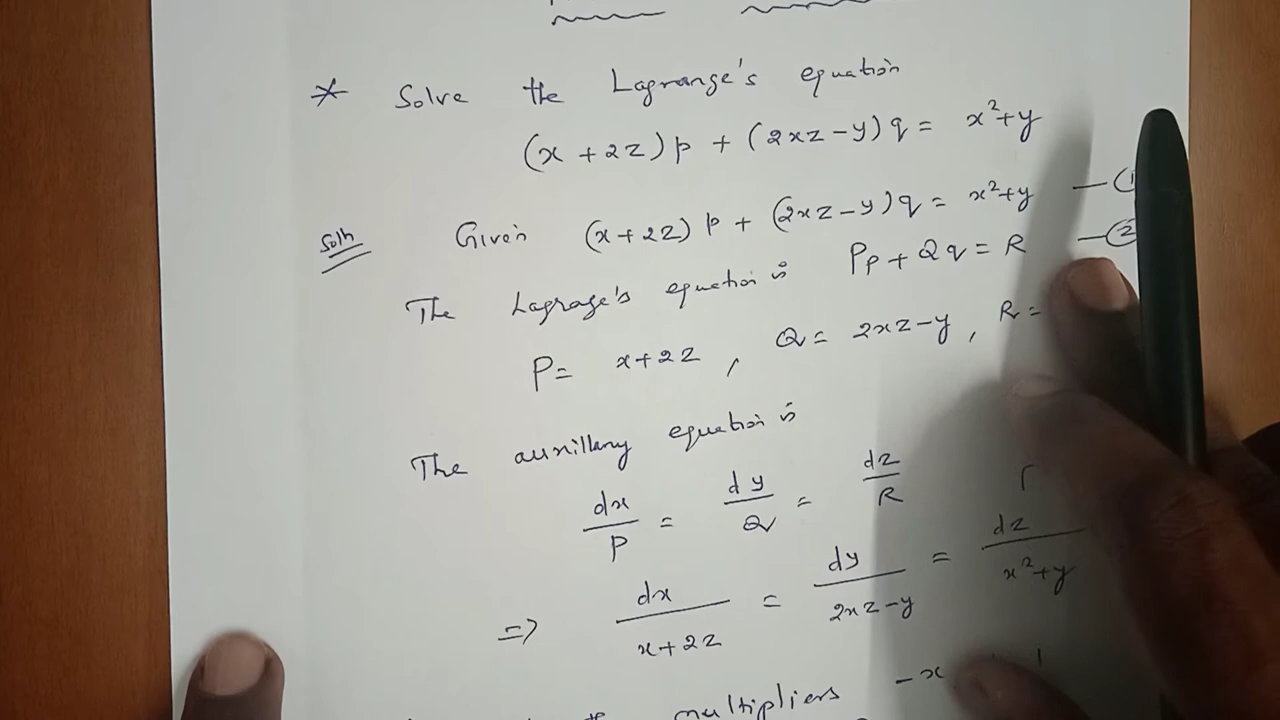 * Solve the Lagrange's equation
(x + 2z) p + (2xz - y) q = x² + y
Soln Given (x + 2z) p + (2xz - y) q = x² + y — (1
The Lagrage's equation is Pp + Qq = R — (2)
P = x + 2z , Q = 2xz - y , R =
The auxillary equation is
dx/P = dy/Q = dz/R
=> dx/(x + 2z) = dy/(2xz - y) = dz/(x² + y)
multipliers - x